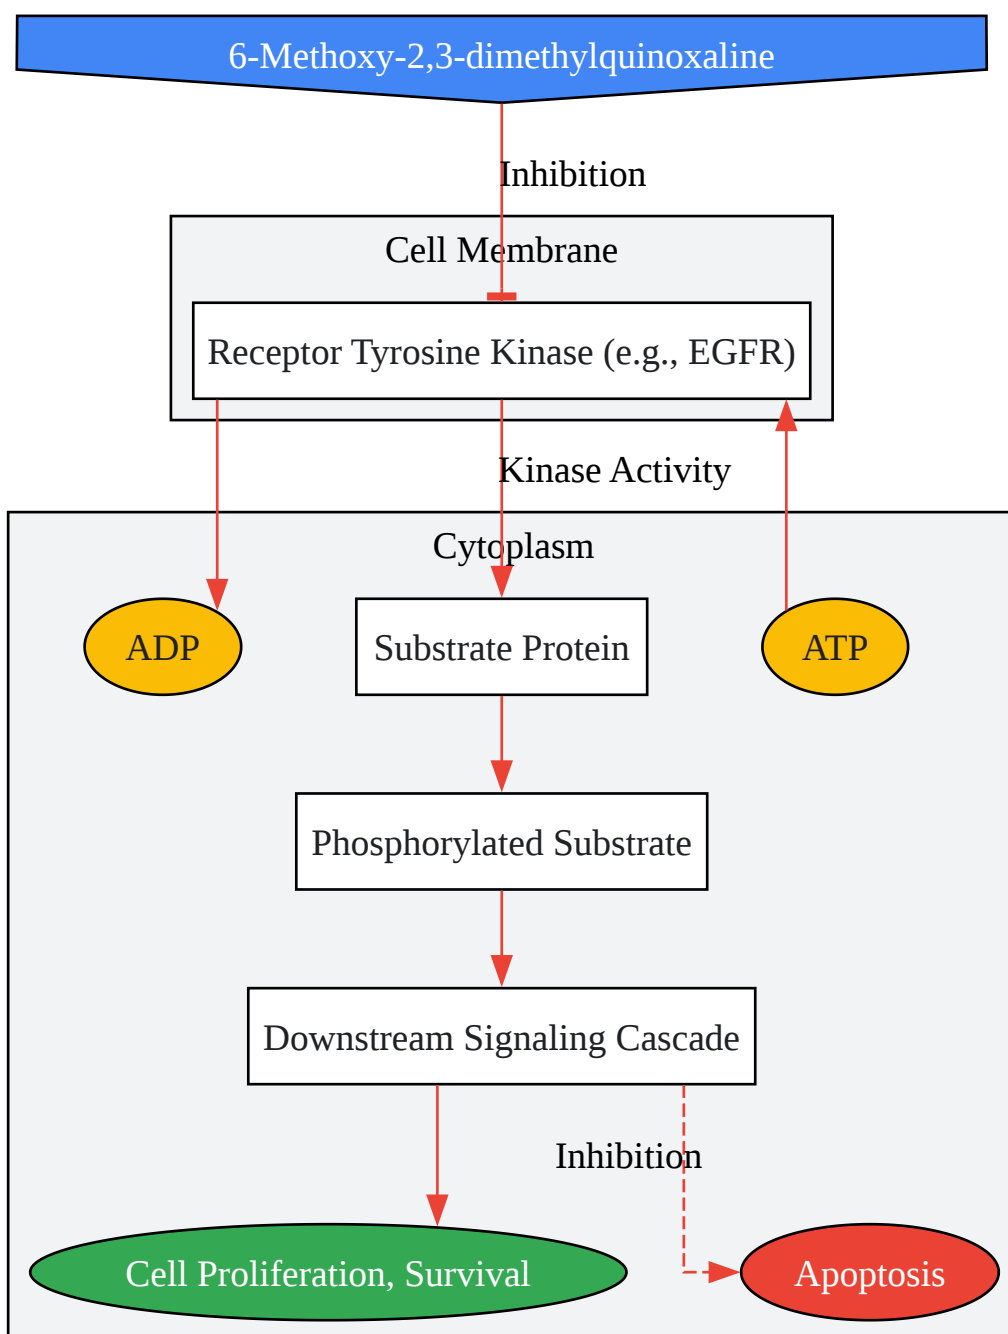 6-Methoxy-2,3-dimethylquinoxaline
Inhibition
Cell Membrane
Receptor Tyrosine Kinase (e.g., EGFR)
Kinase Activity
Cytoplasm
ADP
Substrate Protein
ATP
Phosphorylated Substrate
Downstream Signaling Cascade
Inhibition
Cell Proliferation, Survival
Apoptosis